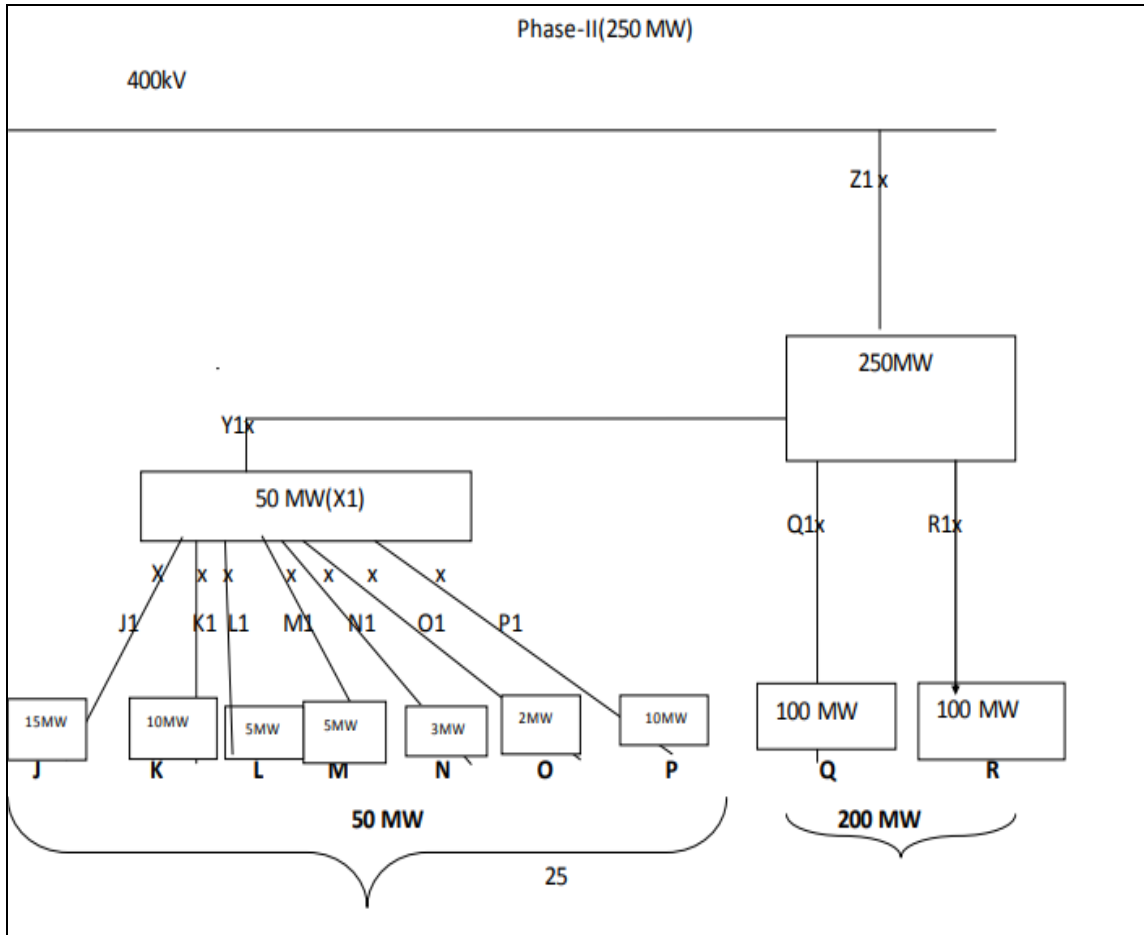 Phase-II(250 MW)
400kV
Z1 x
250MW
Y1x
50 MW(X1)
Q1x R1x
X x x x x x x
J1 K1 L1 M1 N1 O1 P1
15MW 10MW 5MW 5MW 3MW 2MW 10MW 100 MW 100 MW
J K L M N O P Q R
50 MW 200 MW
25